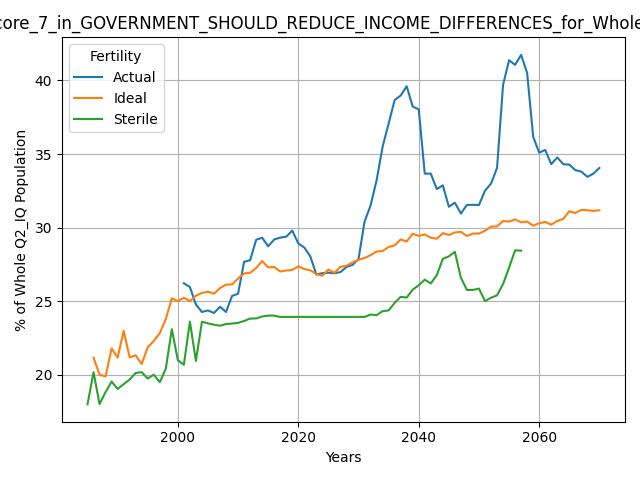 core_7_in_GOVERNMENT_SHOULD_REDUCE_INCOME_DIFFERENCES_for_Whole
Fertility
Actual
Ideal
Sterile
% of Whole Q2_IQ Population
40
35
30
25
20
2000
2020
2040
2060
Years